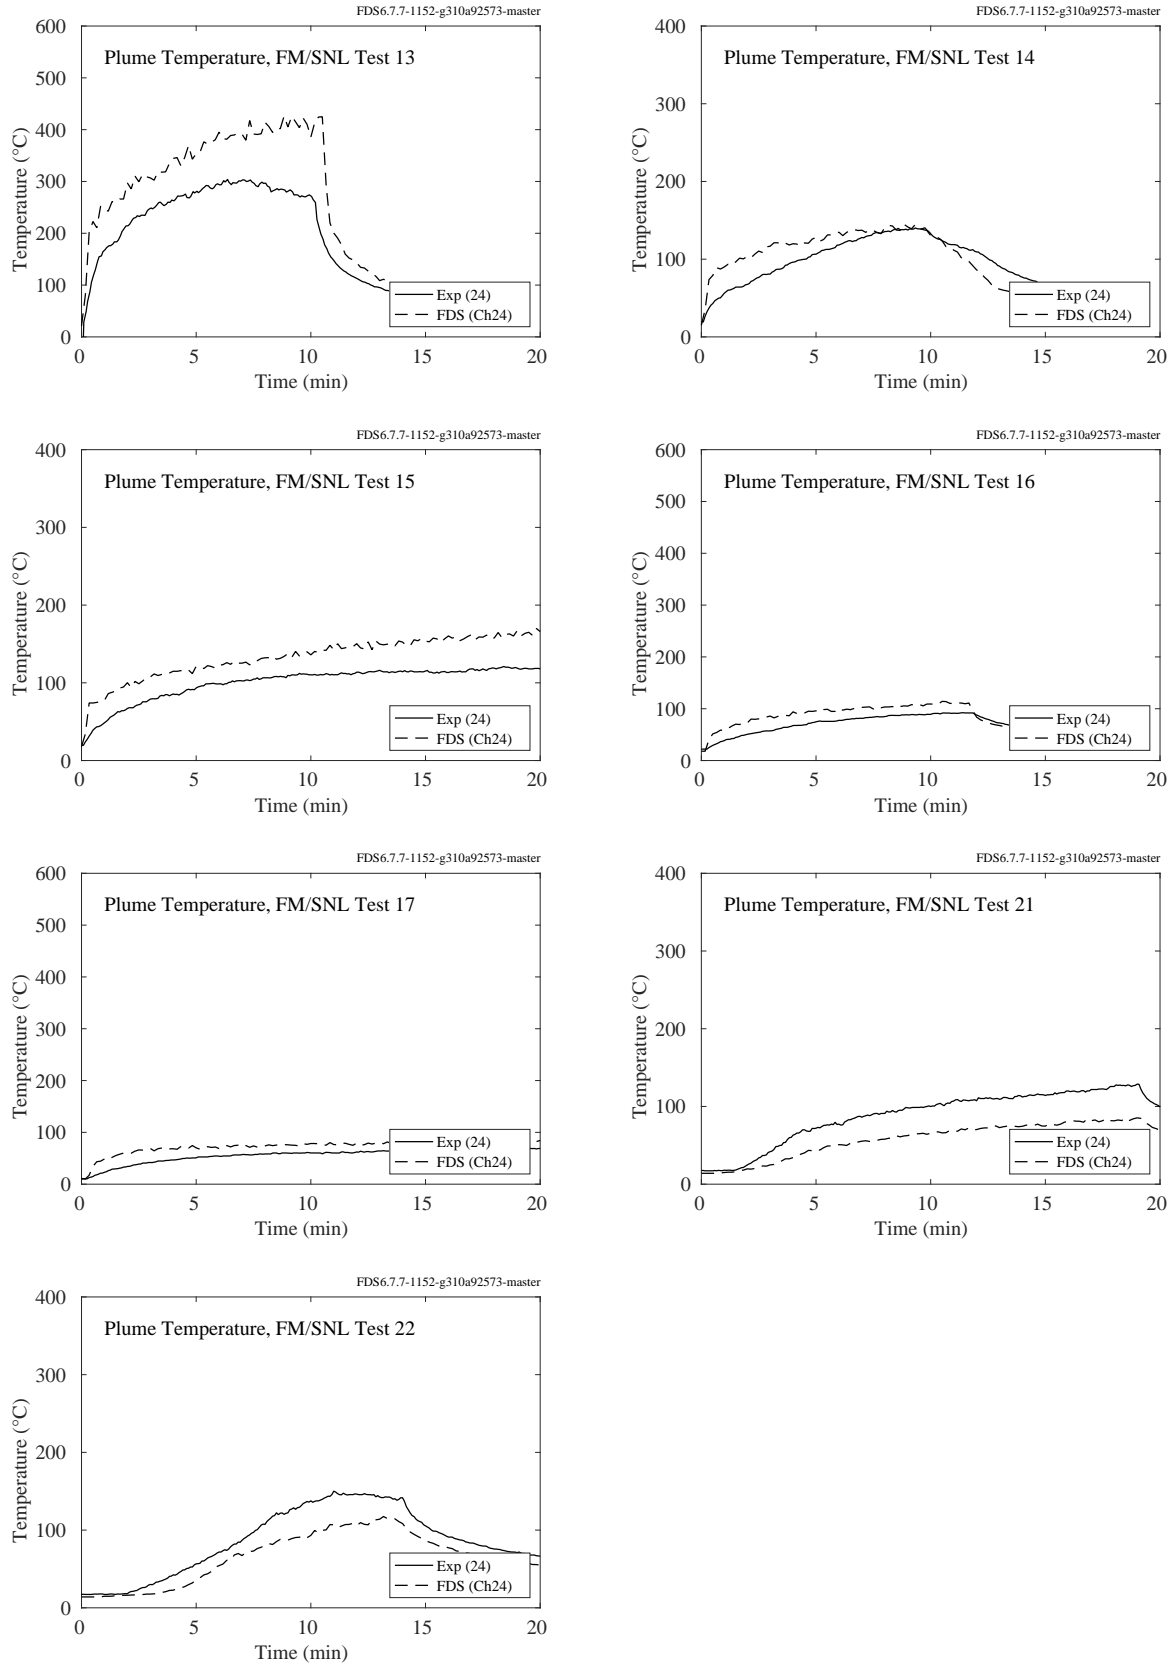 FDS6.7.7-1152-g310a92573-master
Plume Temperature, FM/SNL Test 13
Temperature (°C)
600
500
400
300
200
100
0
Exp (24)
FDS (Ch24)
0 5 10 15 20
Time (min)
FDS6.7.7-1152-g310a92573-master
Plume Temperature, FM/SNL Test 14
Temperature (°C)
400
300
200
100
0
Exp (24)
FDS (Ch24)
0 5 10 15 20
Time (min)
FDS6.7.7-1152-g310a92573-master
Plume Temperature, FM/SNL Test 15
Temperature (°C)
400
300
200
100
0
Exp (24)
FDS (Ch24)
0 5 10 15 20
Time (min)
FDS6.7.7-1152-g310a92573-master
Plume Temperature, FM/SNL Test 16
Temperature (°C)
600
500
400
300
200
100
0
Exp (24)
FDS (Ch24)
0 5 10 15 20
Time (min)
FDS6.7.7-1152-g310a92573-master
Plume Temperature, FM/SNL Test 17
Temperature (°C)
600
500
400
300
200
100
0
Exp (24)
FDS (Ch24)
0 5 10 15 20
Time (min)
FDS6.7.7-1152-g310a92573-master
Plume Temperature, FM/SNL Test 21
Temperature (°C)
400
300
200
100
0
Exp (24)
FDS (Ch24)
0 5 10 15 20
Time (min)
FDS6.7.7-1152-g310a92573-master
Plume Temperature, FM/SNL Test 22
Temperature (°C)
400
300
200
100
0
Exp (24)
FDS (Ch24)
0 5 10 15 20
Time (min)